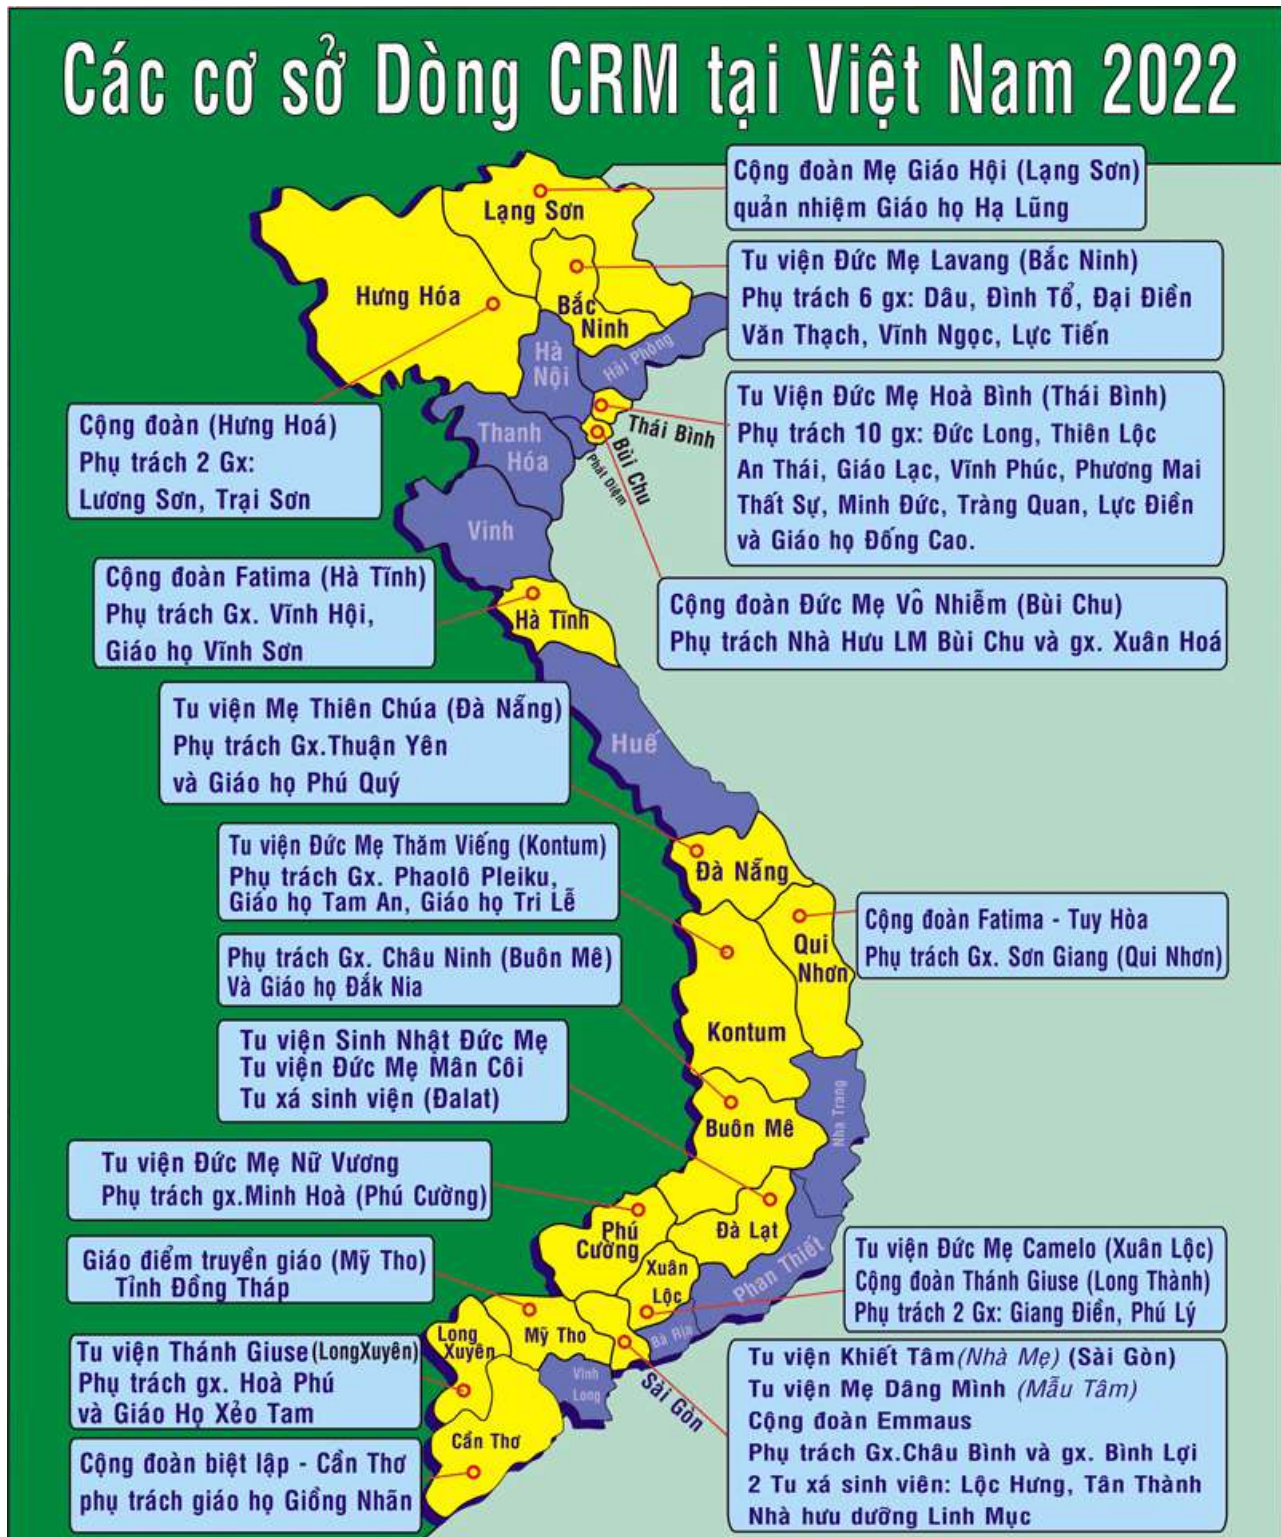 Các cơ sở Dòng CRM tại Việt Nam 2022
Cộng đoàn Mẹ Giáo Hội (Lạng Sơn)
quản nhiệm Giáo họ Hạ Lũng
Lạng Sơn
Tu viện Đức Mẹ Lavang (Bắc Ninh)
Phụ trách 6 gx: Dâu, Đình Tổ, Đại Điền
Văn Thạch, Vĩnh Ngọc, Lực Tiến
Hưng Hóa
Bắc
Ninh
Hà
Nội
Hải Phòng
Tu Viện Đức Mẹ Hoà Bình (Thái Bình)
Phụ trách 10 gx: Đức Long, Thiên Lộc
An Thái, Giáo Lạc, Vĩnh Phúc, Phương Mai
Thất Sự, Minh Đức, Tràng Quan, Lực Điền
và Giáo họ Đống Cao.
Cộng đoàn (Hưng Hoá)
Phụ trách 2 Gx:
Lương Sơn, Trại Sơn
Thái Bình
Bùi Chu
Phát Diệm
Thanh
Hóa
Vinh
Cộng đoàn Fatima (Hà Tĩnh)
Phụ trách Gx. Vĩnh Hội,
Giáo họ Vĩnh Sơn
Hà Tĩnh
Cộng đoàn Đức Mẹ Vô Nhiễm (Bùi Chu)
Phụ trách Nhà Hưu LM Bùi Chu và gx. Xuân Hoá
Tu viện Mẹ Thiên Chúa (Đà Nẵng)
Phụ trách Gx.Thuận Yên
và Giáo họ Phú Quý
Huế
Tu viện Đức Mẹ Thăm Viếng (Kontum)
Phụ trách Gx. Phaolô Pleiku,
Giáo họ Tam An, Giáo họ Tri Lễ
Đà Nẵng
Cộng đoàn Fatima - Tuy Hòa
Phụ trách Gx. Sơn Giang (Qui Nhơn)
Qui
Nhơn
Phụ trách Gx. Châu Ninh (Buôn Mê)
Và Giáo họ Đắk Nia
Kontum
Tu viện Sinh Nhật Đức Mẹ
Tu viện Đức Mẹ Mân Côi
Tu xá sinh viện (Đalat)
Buôn Mê
Nha Trang
Tu viện Đức Mẹ Nữ Vương
Phụ trách gx.Minh Hoà (Phú Cường)
Phú
Cường
Đà Lạt
Phan Thiết
Xuân
Lộc
Giáo điểm truyền giáo (Mỹ Tho)
Tỉnh Đồng Tháp
Tu viện Đức Mẹ Camelo (Xuân Lộc)
Cộng đoàn Thánh Giuse (Long Thành)
Phụ trách 2 Gx: Giang Điền, Phú Lý
Long
Xuyên
Mỹ Tho
Bà Rịa
Sài Gòn
Vĩnh
Long
Tu viện Thánh Giuse (LongXuyên)
Phụ trách gx. Hoà Phú
và Giáo Họ Xẻo Tam
Cần Thơ
Tu viện Khiết Tâm (Nhà Mẹ) (Sài Gòn)
Tu viện Mẹ Dâng Mình (Mẫu Tâm)
Cộng đoàn Emmaus
Phụ trách Gx.Châu Bình và gx. Bình Lợi
2 Tu xá sinh viên: Lộc Hưng, Tân Thành
Nhà hưu dưỡng Linh Mục
Cộng đoàn biệt lập - Cần Thơ
phụ trách giáo họ Giồng Nhãn